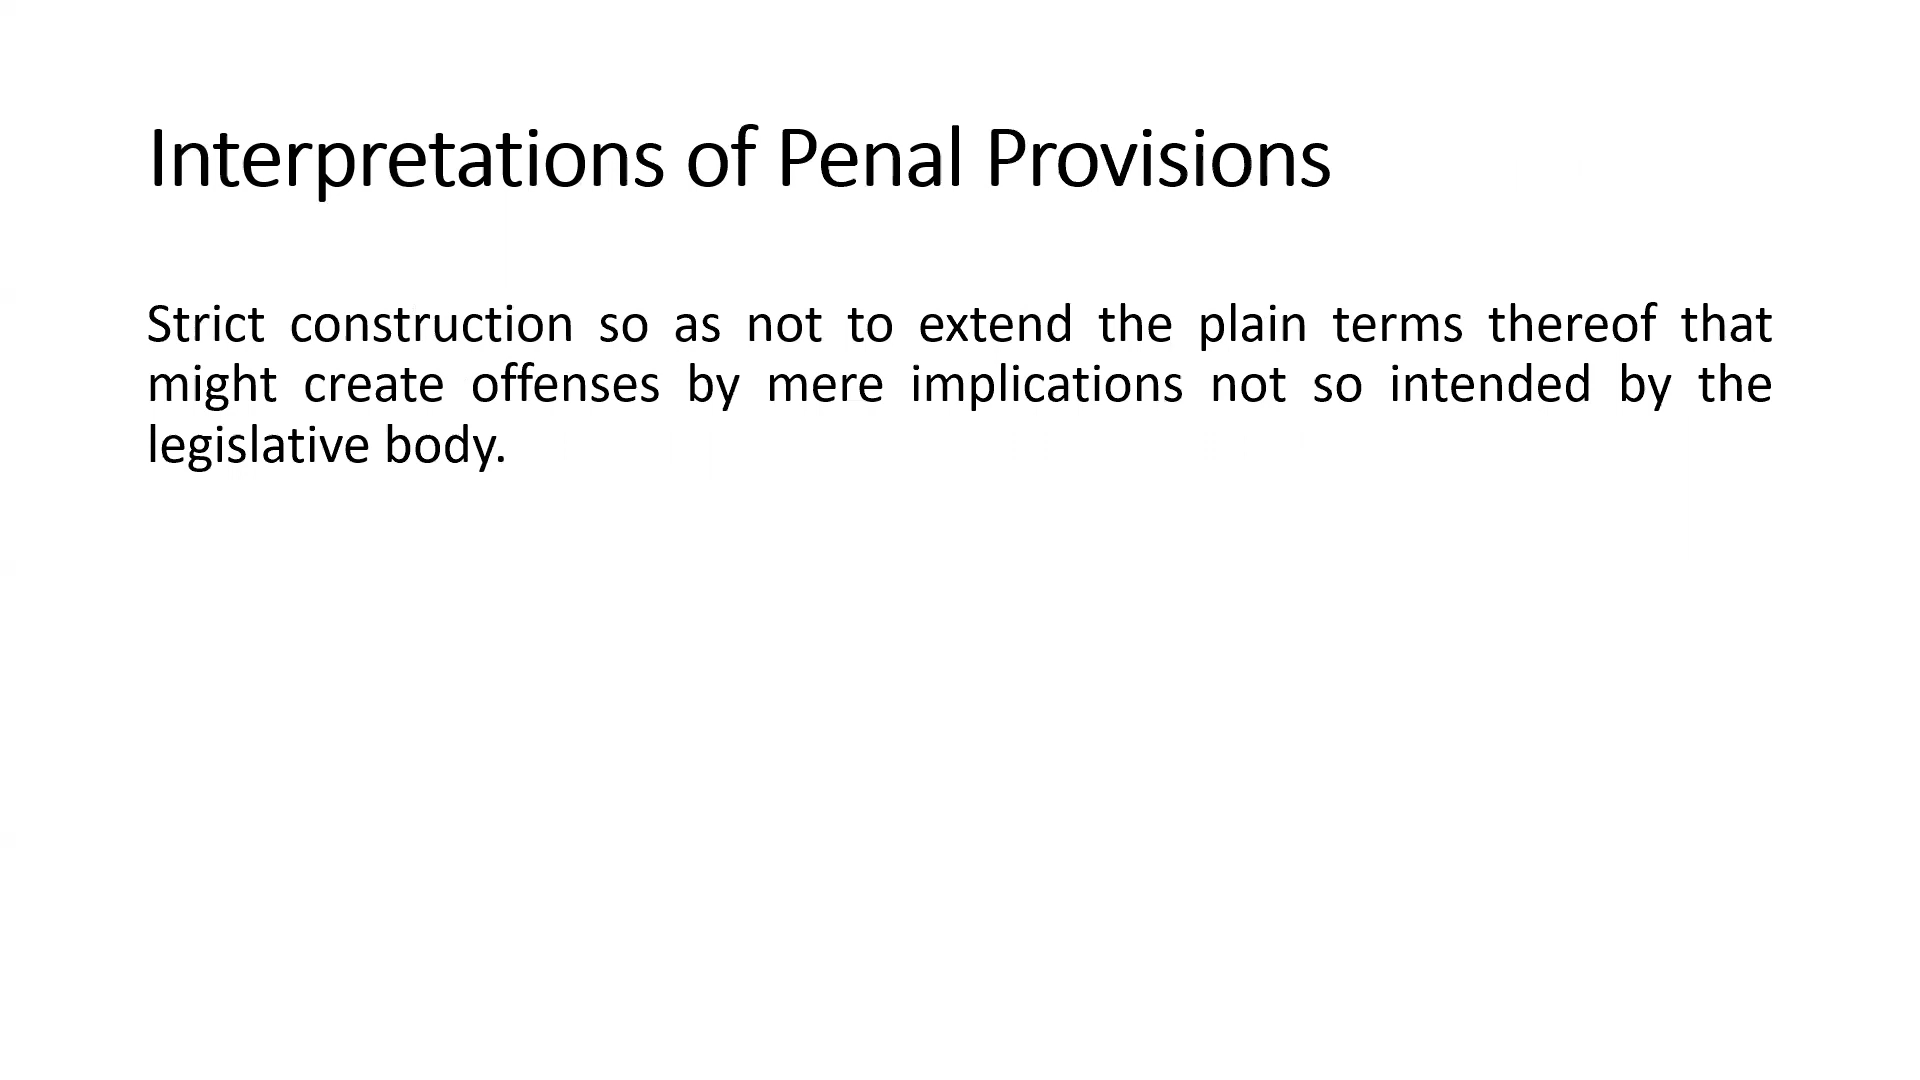 Interpretations of Penal Provisions
Strict construction so as not to extend the plain terms thereof that
might create offenses by mere implications not so intended by the
legislative body.